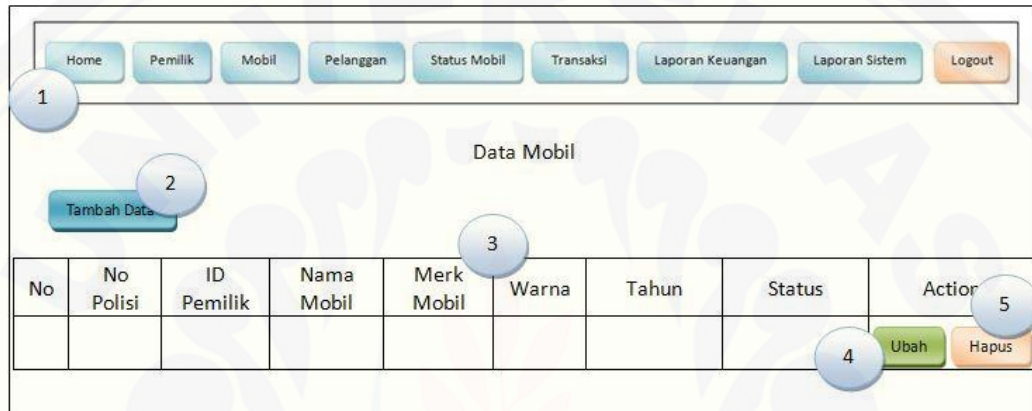 Home Pemilik Mobil Pelanggan Status Mobil Transaksi Laporan Keuangan Laporan Sistem Logout
1
Data Mobil
2
Tambah Data
3
No No Polisi ID Pemilik Nama Mobil Merk Mobil Warna Tahun Status Action
5
4 Ubah Hapus